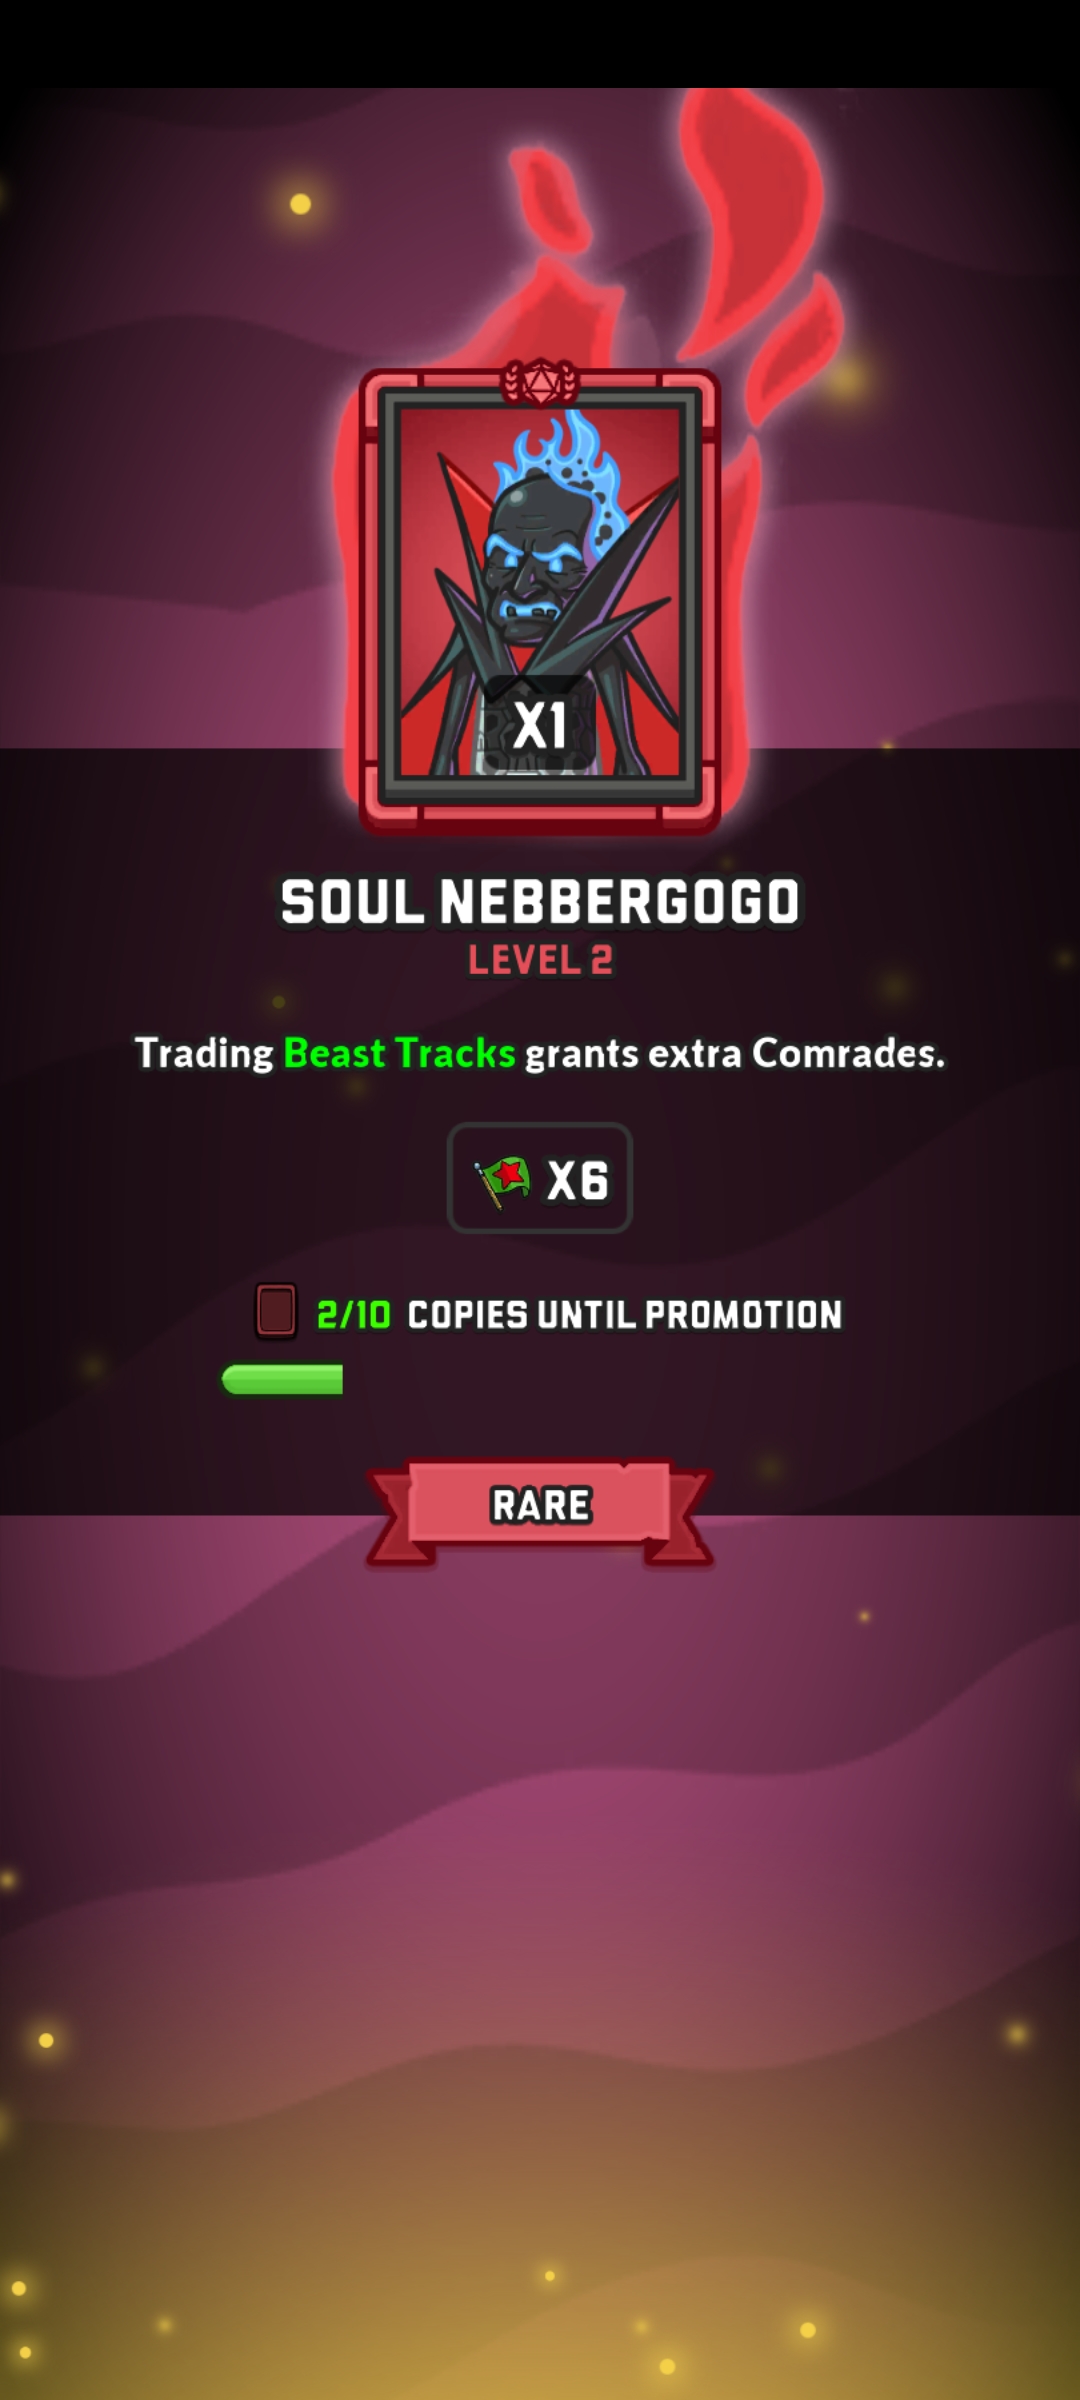 X1
SOUL NEBBERGOGO
LEVEL 2
Trading Beast Tracks grants extra Comrades.
X6
2/10 COPIES UNTIL PROMOTION
RARE